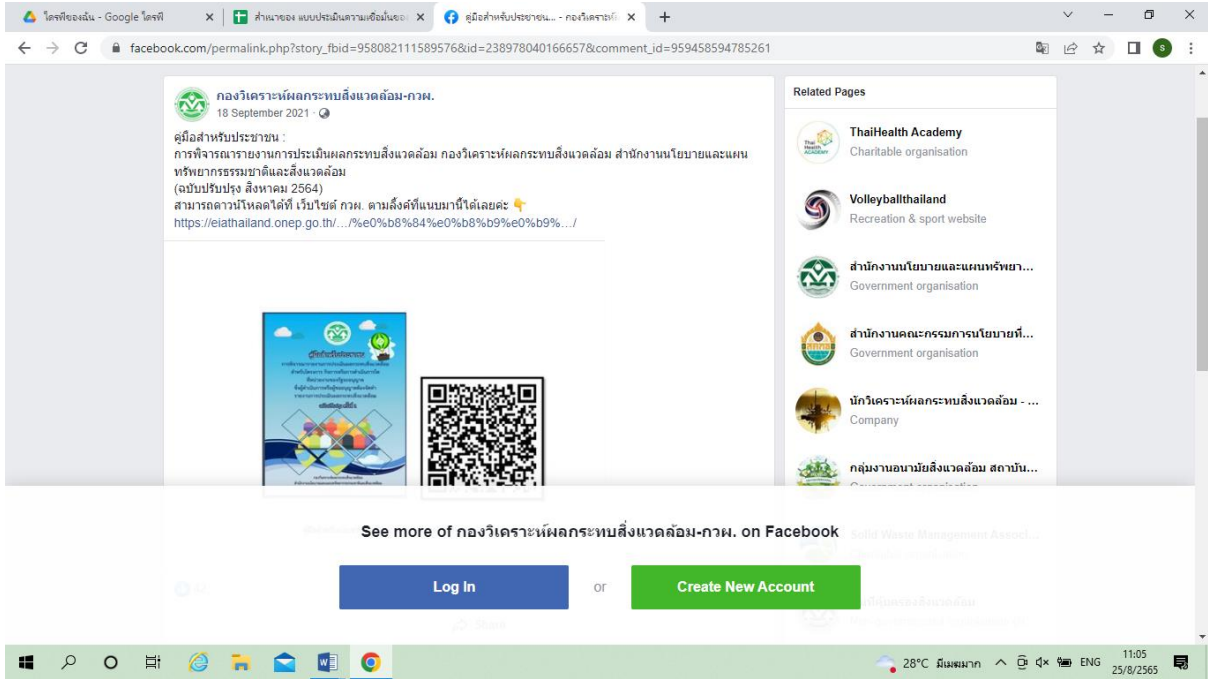 ไดรฟ์ของฉัน - Google ไดรฟ์
สำเนาของ แบบประเมินความเชื่อมั่นของ
คู่มือสำหรับประชาชน... - กองวิเคราะห์
facebook.com/permalink.php?story_fbid=958082111589576&id=238978040166657&comment_id=959458594785261
S
กองวิเคราะห์ผลกระทบสิ่งแวดล้อม-กวผ.
18 September 2021 ·
คู่มือสำหรับประชาชน :
การพิจารณารายงานการประเมินผลกระทบสิ่งแวดล้อม กองวิเคราะห์ผลกระทบสิ่งแวดล้อม สำนักงานนโยบายและแผน
ทรัพยากรธรรมชาติและสิ่งแวดล้อม
(ฉบับปรับปรุง สิงหาคม 2564)
สามารถดาวน์โหลดได้ที่ เว็บไซต์ กวผ. ตามลิ้งค์ที่แนบมานี้ได้เลยค่ะ 👇
https://eiathailand.onep.go.th/.../%e0%b8%84%e0%b8%b9%e0%b9%.../
Related Pages
ThaiHealth Academy
Charitable organisation
Volleyballthailand
Recreation & sport website
สำนักงานนโยบายและแผนทรัพยา...
Government organisation
สำนักงานคณะกรรมการนโยบายที่...
Government organisation
นักวิเคราะห์ผลกระทบสิ่งแวดล้อม - ...
Company
กลุ่มงานอนามัยสิ่งแวดล้อม สถาบัน...
Government organisation
Solid Waste Management Associ...
See more of กองวิเคราะห์ผลกระทบสิ่งแวดล้อม-กวผ. on Facebook
Log In
or
Create New Account
Share
28°C มีเมฆมาก
ENG
11:05
25/8/2565